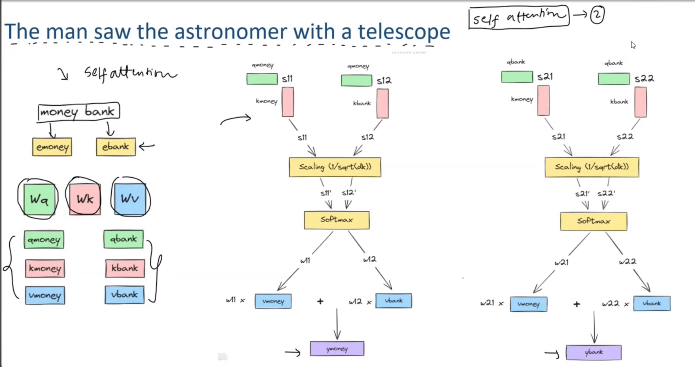 self attention → 2
The man saw the astronomer with a telescope
↘ Self attention
money bank
emoney ebank
Wq Wk Wv
qmoney qbank
kmoney kbank
vmoney vbank
qmoney s11 qmoney s12
kmoney kbank
s11 s12
Scaling (1/sqrt(dk))
s11' s12'
Softmax
w11 w12
w11 x vmoney + w12 x vbank
ymoney
qbank s21 qbank s22
kmoney kbank
s21 s22
Scaling (1/sqrt(dk))
s21' s22'
Softmax
w21 w22
w21 x vmoney + w22 x vbank
ybank